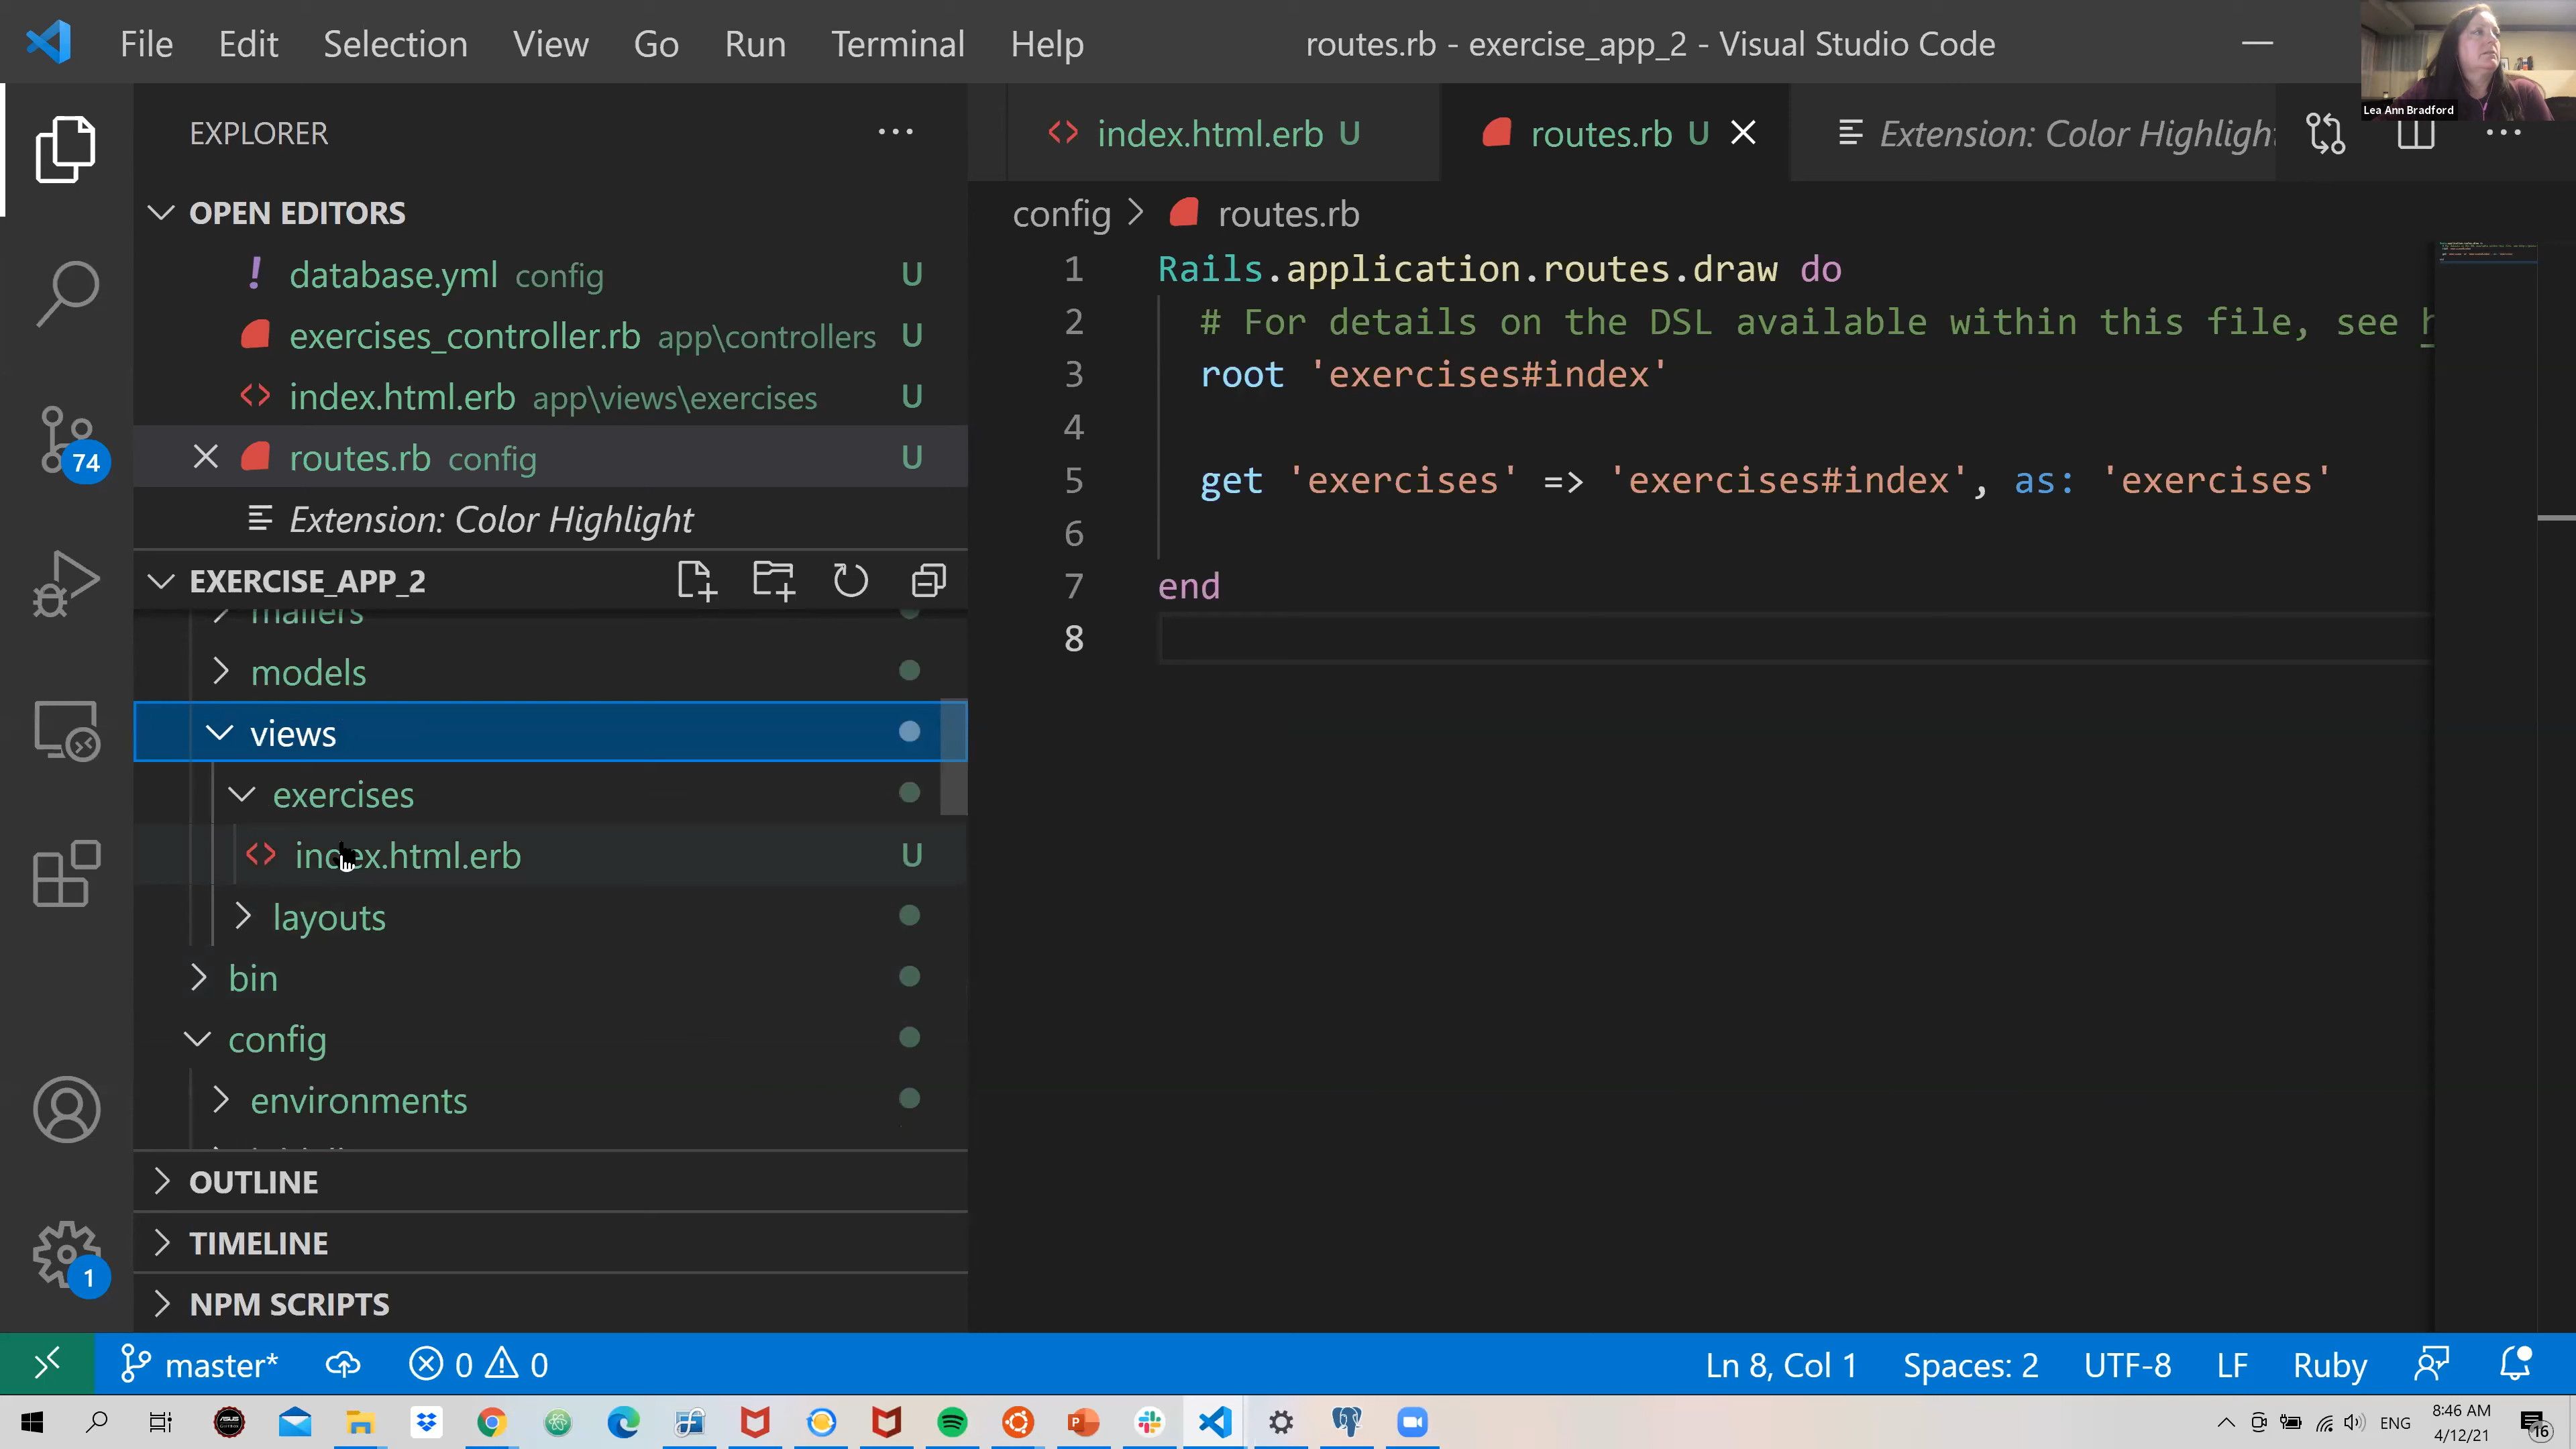 File Edit Selection View Go Run Terminal Help
routes.rb - exercise_app_2 - Visual Studio Code
Lea Ann Bradford
EXPLORER
OPEN EDITORS
database.yml config U
exercises_controller.rb app\controllers U
index.html.erb app\views\exercises U
routes.rb config U
Extension: Color Highlight
EXERCISE_APP_2
mailers
models
views
exercises
index.html.erb U
layouts
bin
config
environments
OUTLINE
TIMELINE
NPM SCRIPTS
index.html.erb U routes.rb U Extension: Color Highlight
config > routes.rb
1 Rails.application.routes.draw do
2 # For details on the DSL available within this file, see h
3 root 'exercises#index'
4
5 get 'exercises' => 'exercises#index', as: 'exercises'
6
7 end
8
74
1
master* 0 0
Ln 8, Col 1 Spaces: 2 UTF-8 LF Ruby
ENG
8:46 AM
4/12/21
16